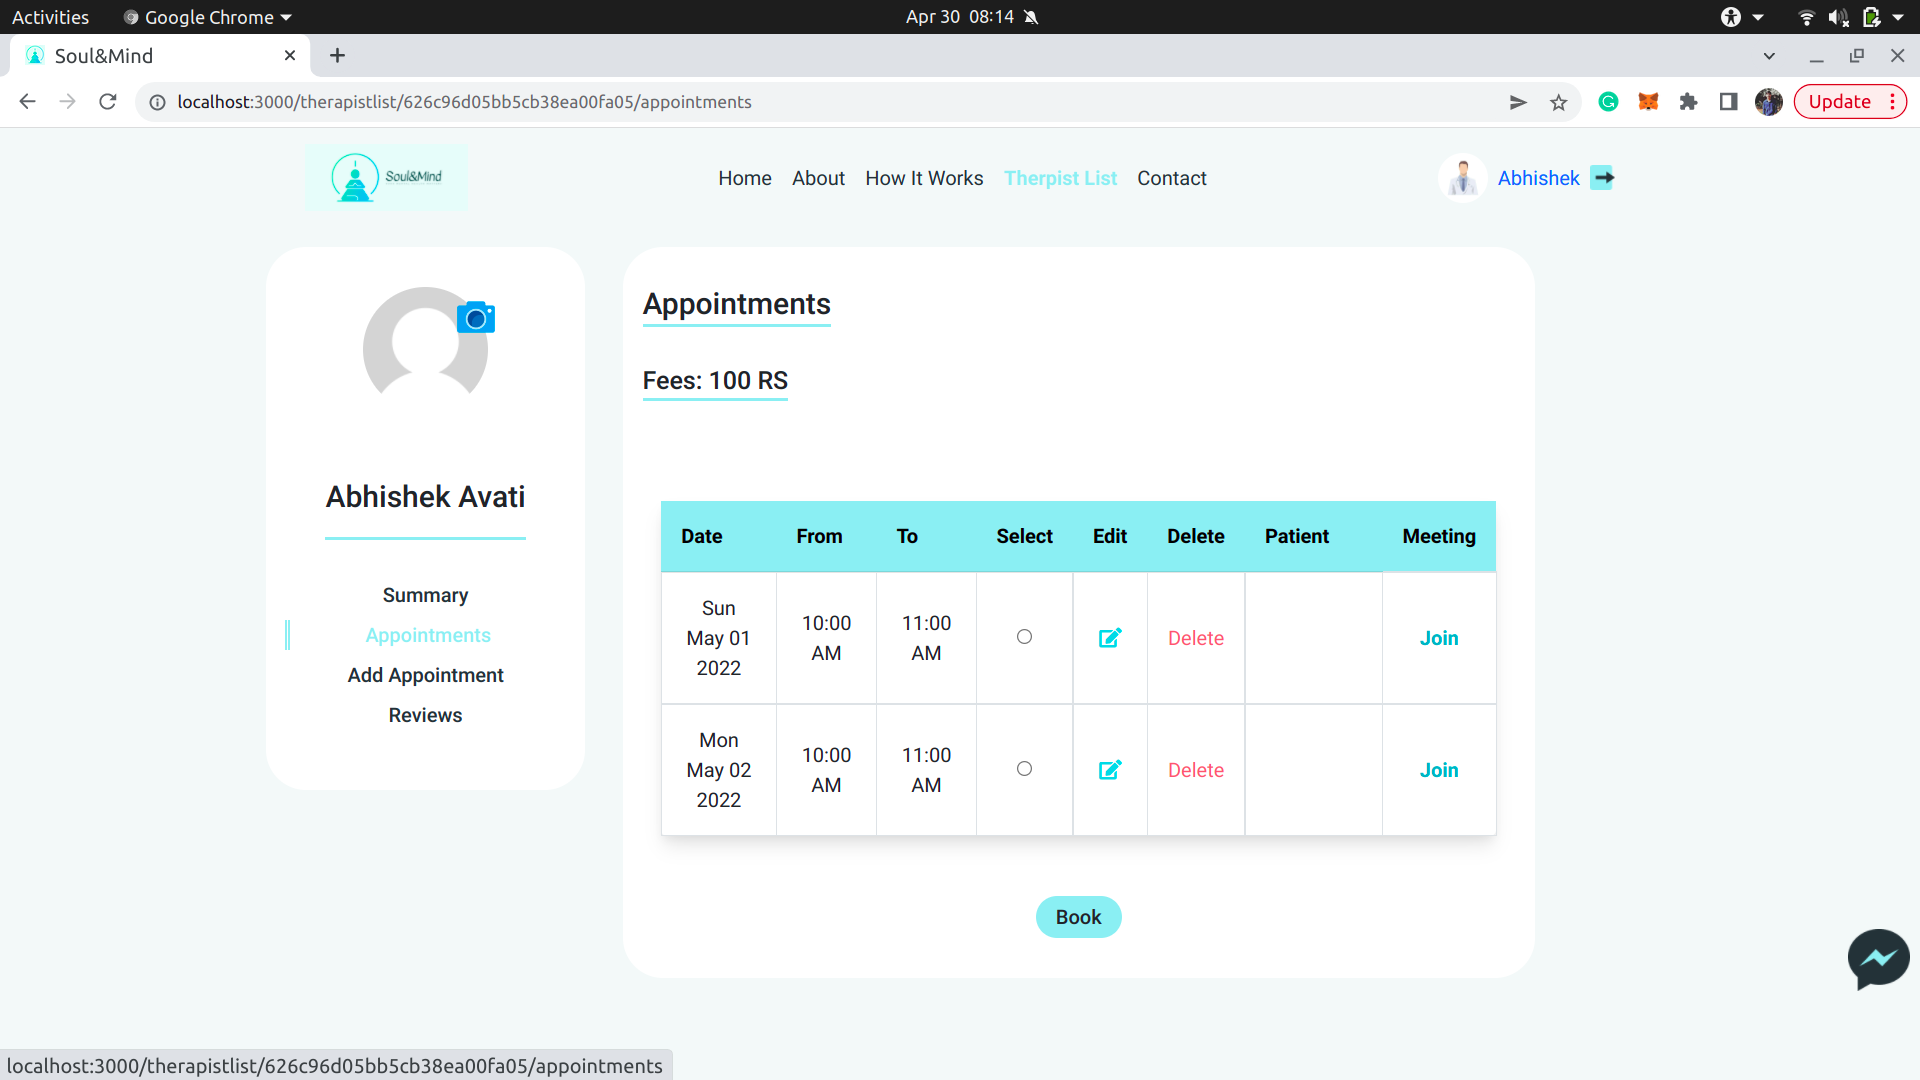 Activities
Google Chrome
Apr 30 08:14
Soul&Mind
localhost:3000/therapistlist/626c96d05bb5cb38ea00fa05/appointments
Update
Soul&Mind
Home
About
How It Works
Therpist List
Contact
Abhishek
Abhishek Avati
Summary
Appointments
Add Appointment
Reviews
Appointments
Fees: 100 RS
Date From To Select Edit Delete Patient Meeting
Sun
May 01
2022
10:00
AM
11:00
AM
Delete
Join
Mon
May 02
2022
10:00
AM
11:00
AM
Delete
Join
Book
localhost:3000/therapistlist/626c96d05bb5cb38ea00fa05/appointments